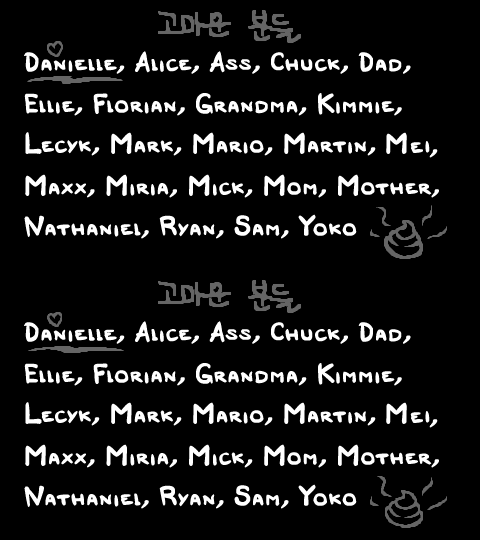 고마운 분들
Danielle, Alice, Ass, Chuck, Dad,
Ellie, Florian, Grandma, Kimmie,
Lecyk, Mark, Mario, Martin, Mei,
Maxx, Miria, Mick, Mom, Mother,
Nathaniel, Ryan, Sam, Yoko
고마운 분들
Danielle, Alice, Ass, Chuck, Dad,
Ellie, Florian, Grandma, Kimmie,
Lecyk, Mark, Mario, Martin, Mei,
Maxx, Miria, Mick, Mom, Mother,
Nathaniel, Ryan, Sam, Yoko